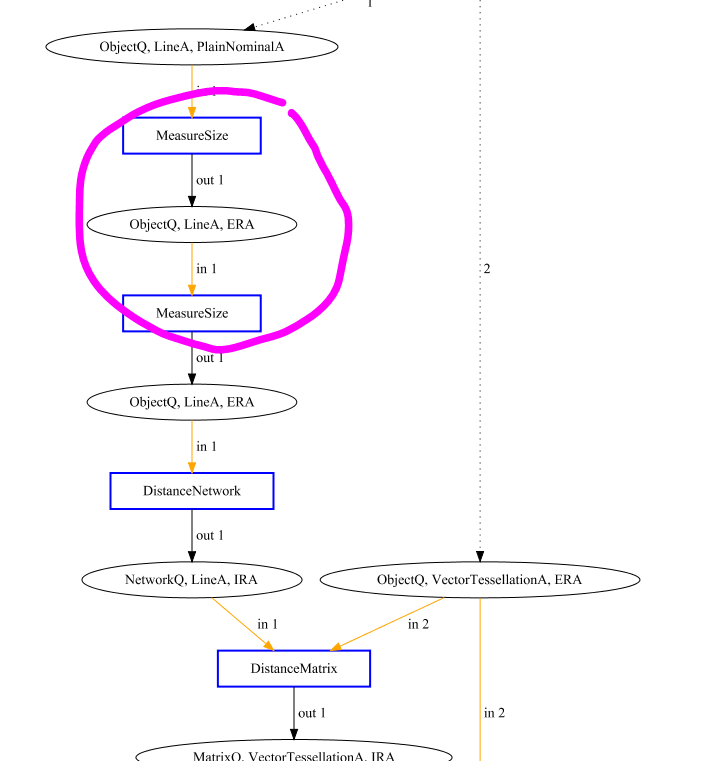 1
ObjectQ, LineA, PlainNominalA
in 1
MeasureSize
out 1
ObjectQ, LineA, ERA
in 1
2
MeasureSize
out 1
ObjectQ, LineA, ERA
in 1
DistanceNetwork
out 1
NetworkQ, LineA, IRA
ObjectQ, VectorTessellationA, ERA
in 1
in 2
DistanceMatrix
out 1
in 2
MatrixQ, VectorTessellationA, IRA